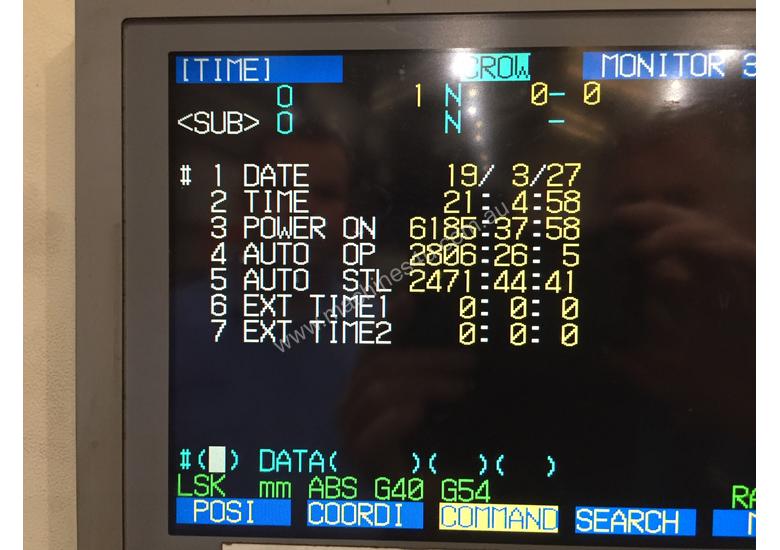 [TIME] CROW MONITOR 3
O 1 N 0- 0
<SUB> O N -
# 1 DATE 19/ 3/27
2 TIME 21: 4:58
3 POWER ON 6185:37:58
4 AUTO OP 2806:26: 5
5 AUTO STL 2471:44:41
6 EXT TIME1 0: 0: 0
7 EXT TIME2 0: 0: 0
#( ) DATA( )( )( )
LSK mm ABS G40 G54
POSI COORDI COMMAND SEARCH